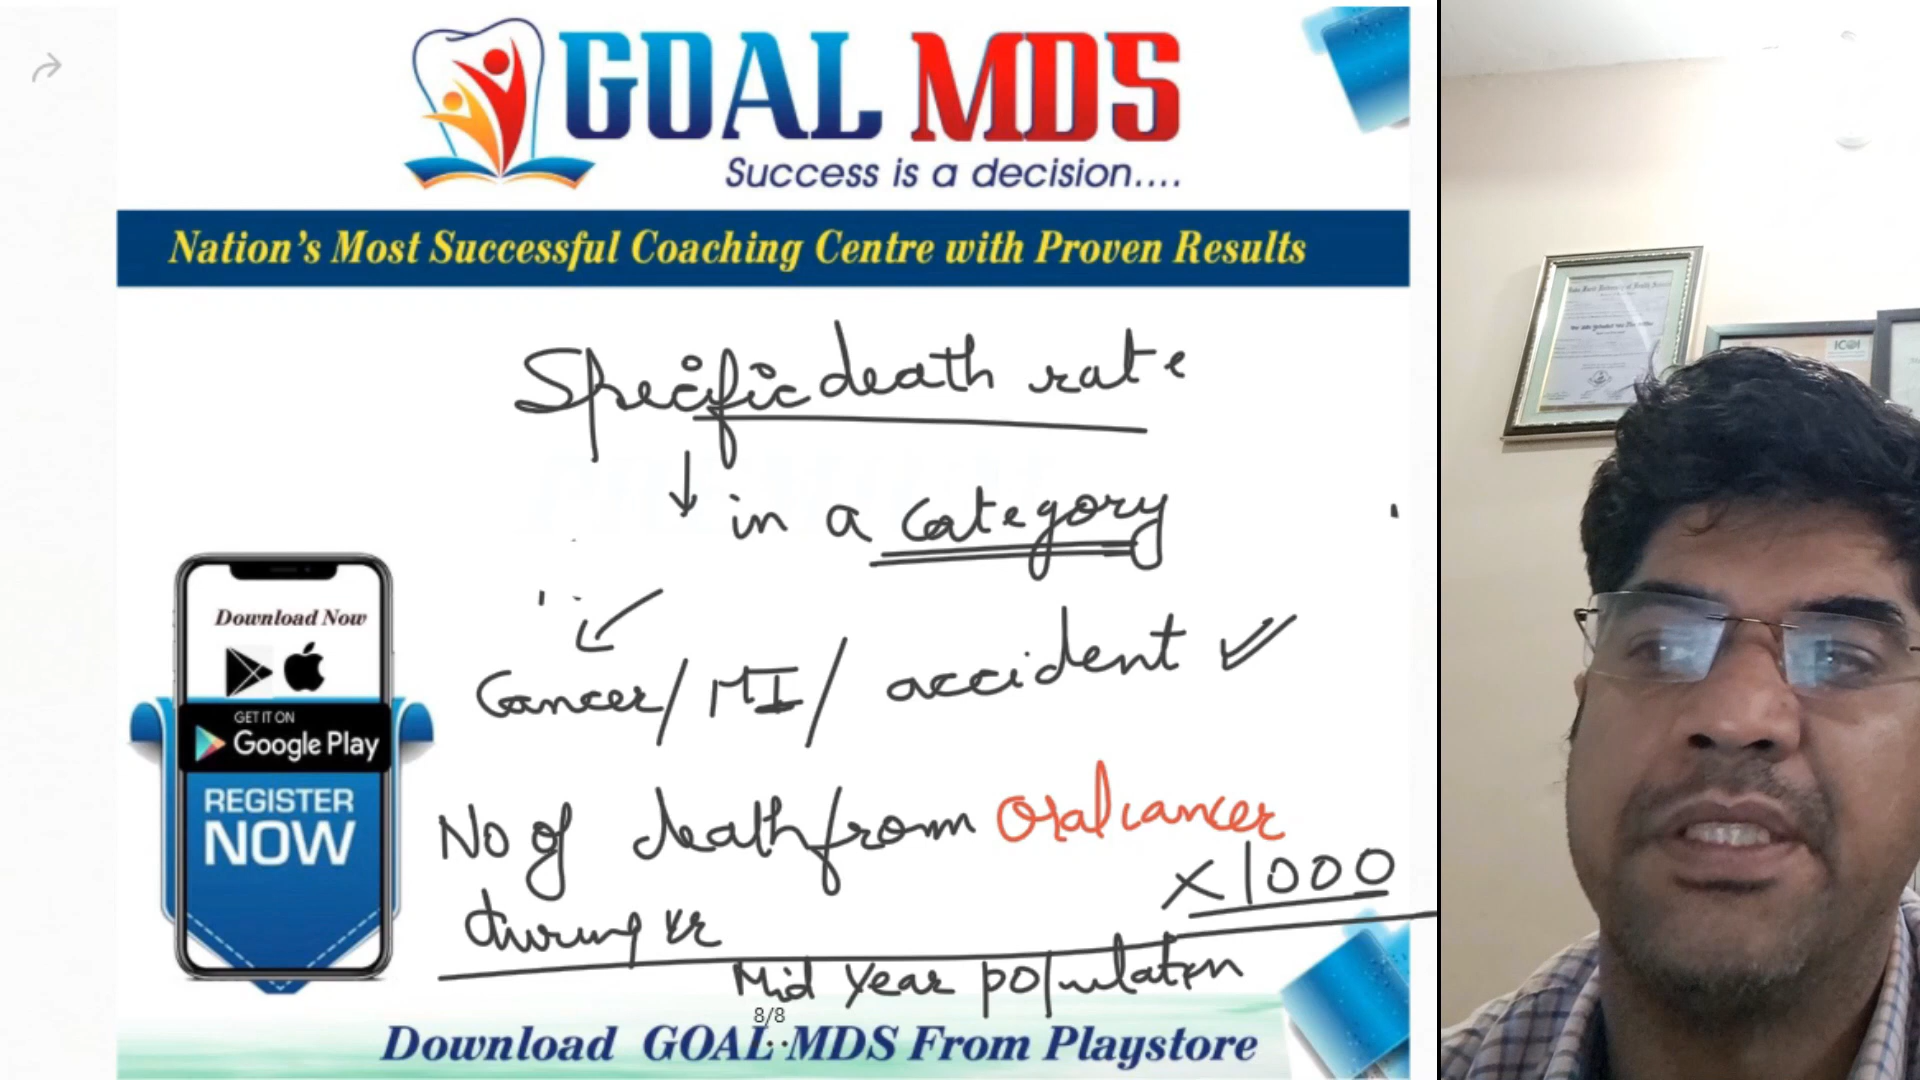 GOAL MDS
Success is a decision....
Nation's Most Successful Coaching Centre with Proven Results
Specific death rate
↓ in a category
Cancer/ MI/ accident ✓
No of death from Oral cancer
during yr
x 1000
Mid Year population
8/8
Download Now
GET IT ON
Google Play
REGISTER
NOW
Download GOAL MDS From Playstore
ICOI